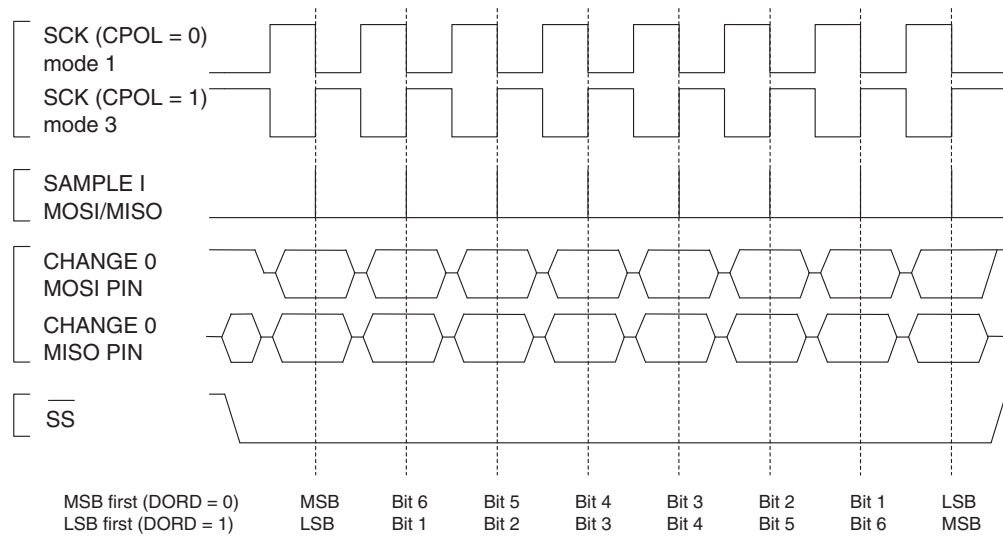 SCK (CPOL = 0)
mode 1
SCK (CPOL = 1)
mode 3
SAMPLE I
MOSI/MISO
CHANGE 0
MOSI PIN
CHANGE 0
MISO PIN
SS
MSB first (DORD = 0) MSB Bit 6 Bit 5 Bit 4 Bit 3 Bit 2 Bit 1 LSB
LSB first (DORD = 1) LSB Bit 1 Bit 2 Bit 3 Bit 4 Bit 5 Bit 6 MSB